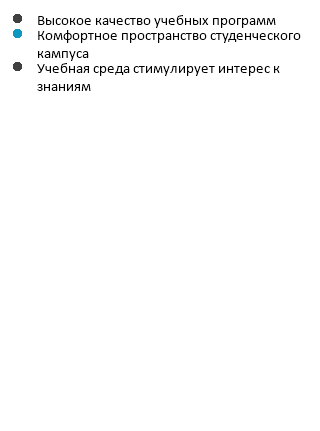 Высокое качество учебных программ
Комфортное пространство студенческого
кампуса
Учебная среда стимулирует интерес к
знаниям